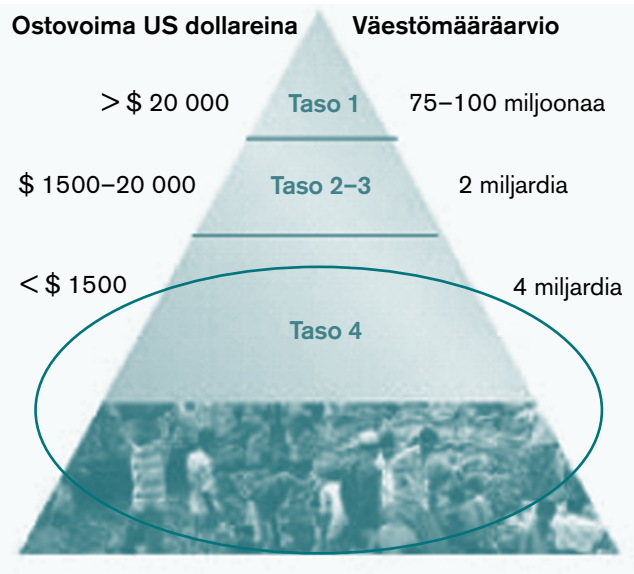 Ostovoima US dollareina Väestömääräarvio
> $ 20 000 Taso 1 75–100 miljoonaa
$ 1500–20 000 Taso 2–3 2 miljardia
< $ 1500 4 miljardia
Taso 4